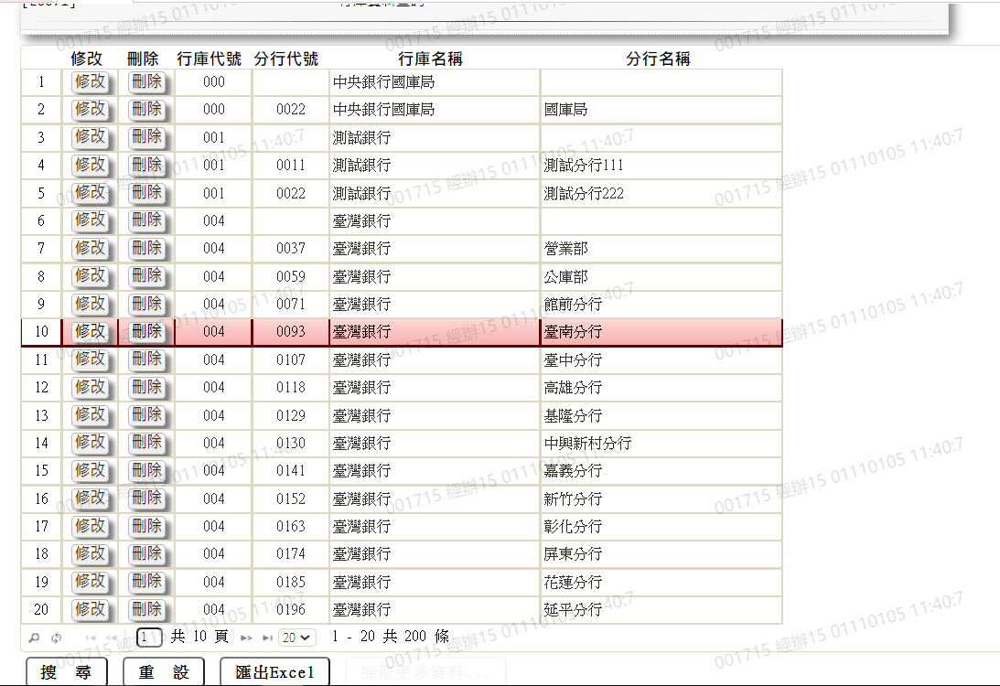 修改 刪除 行庫代號 分行代號 行庫名稱 分行名稱
1 修改 刪除 000 中央銀行國庫局
2 修改 刪除 000 0022 中央銀行國庫局 國庫局
3 修改 刪除 001 測試銀行
4 修改 刪除 001 0011 測試銀行 測試分行111
5 修改 刪除 001 0022 測試銀行 測試分行222
6 修改 刪除 004 臺灣銀行
7 修改 刪除 004 0037 臺灣銀行 營業部
8 修改 刪除 004 0059 臺灣銀行 公庫部
9 修改 刪除 004 0071 臺灣銀行 館前分行
10 修改 刪除 004 0093 臺灣銀行 臺南分行
11 修改 刪除 004 0107 臺灣銀行 臺中分行
12 修改 刪除 004 0118 臺灣銀行 高雄分行
13 修改 刪除 004 0129 臺灣銀行 基隆分行
14 修改 刪除 004 0130 臺灣銀行 中興新村分行
15 修改 刪除 004 0141 臺灣銀行 嘉義分行
16 修改 刪除 004 0152 臺灣銀行 新竹分行
17 修改 刪除 004 0163 臺灣銀行 彰化分行
18 修改 刪除 004 0174 臺灣銀行 屏東分行
19 修改 刪除 004 0185 臺灣銀行 花蓮分行
20 修改 刪除 004 0196 臺灣銀行 延平分行
1 共 10 頁 20 1 - 20 共 200 條
搜 尋 重 設 匯出Excel 擷取更多資料...
001715 經辦15 01110105 11:40:7